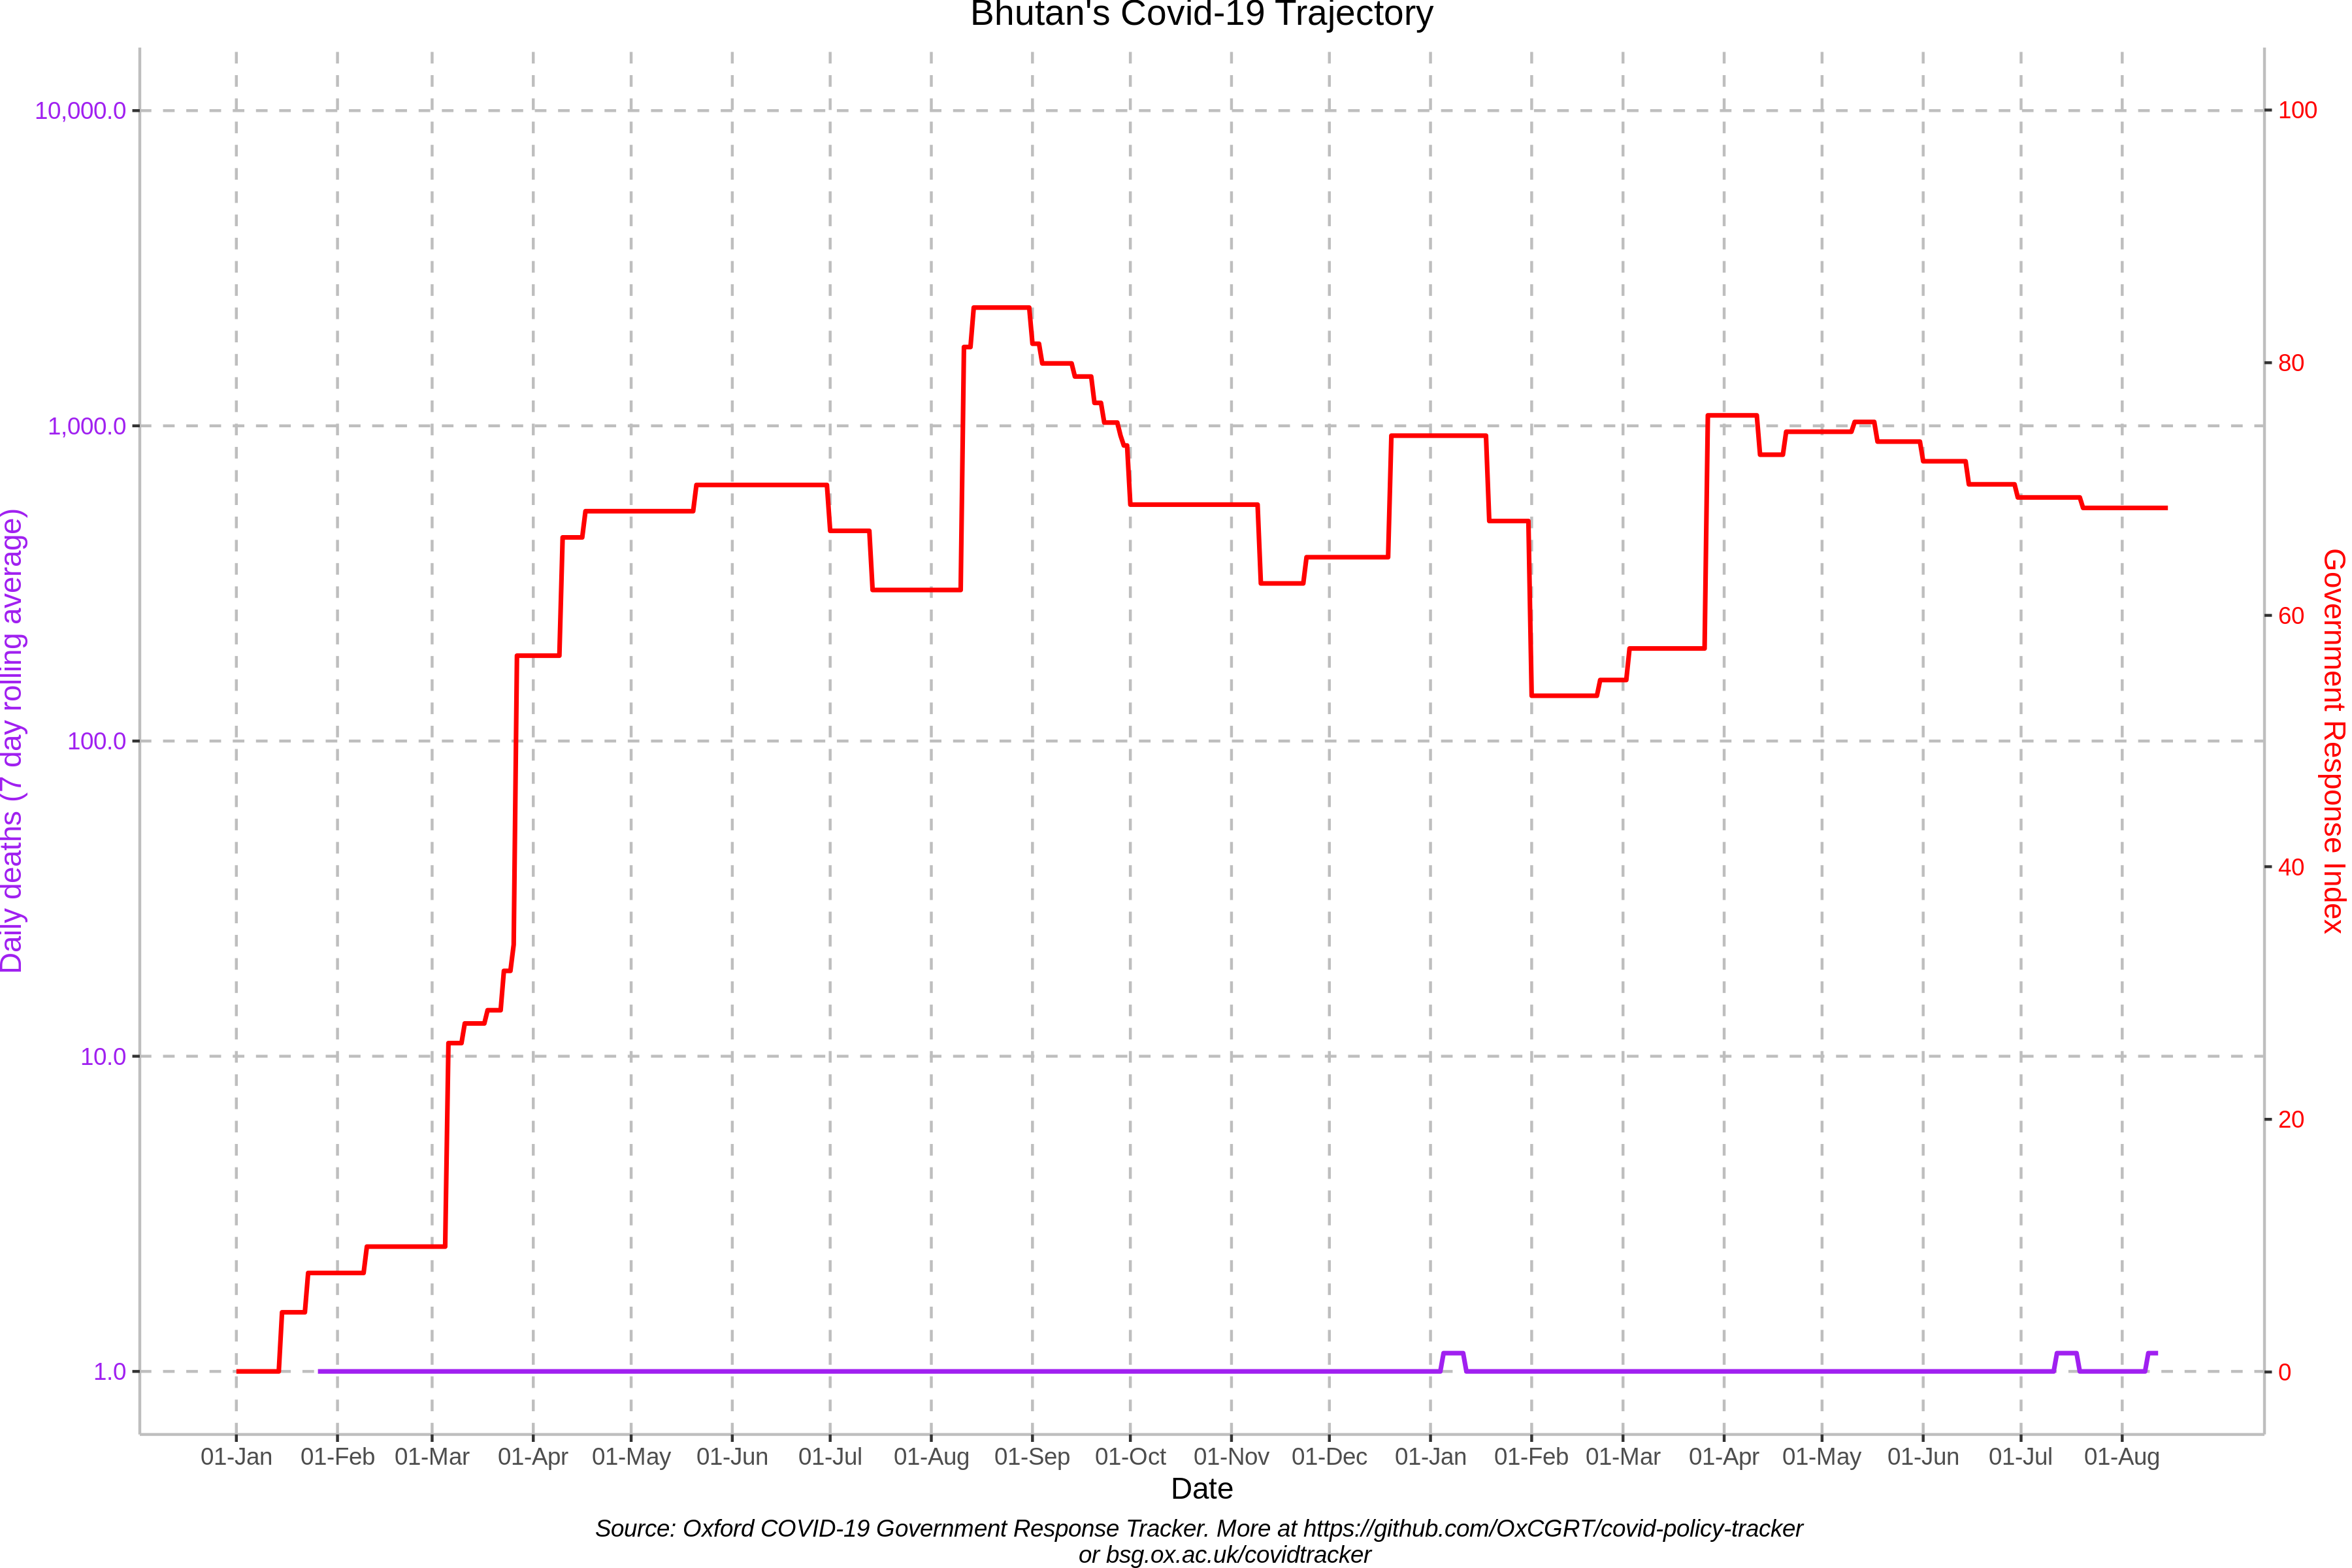 Bhutan's Covid-19 Trajectory
10,000.0
1,000.0
100.0
10.0
1.0
Daily deaths (7 day rolling average)
100
80
60
40
20
0
Government Response Index
01-Jan 01-Feb 01-Mar 01-Apr 01-May 01-Jun 01-Jul 01-Aug 01-Sep 01-Oct 01-Nov 01-Dec 01-Jan 01-Feb 01-Mar 01-Apr 01-May 01-Jun 01-Jul 01-Aug
Date
Source: Oxford COVID-19 Government Response Tracker. More at https://github.com/OxCGRT/covid-policy-tracker
or bsg.ox.ac.uk/covidtracker